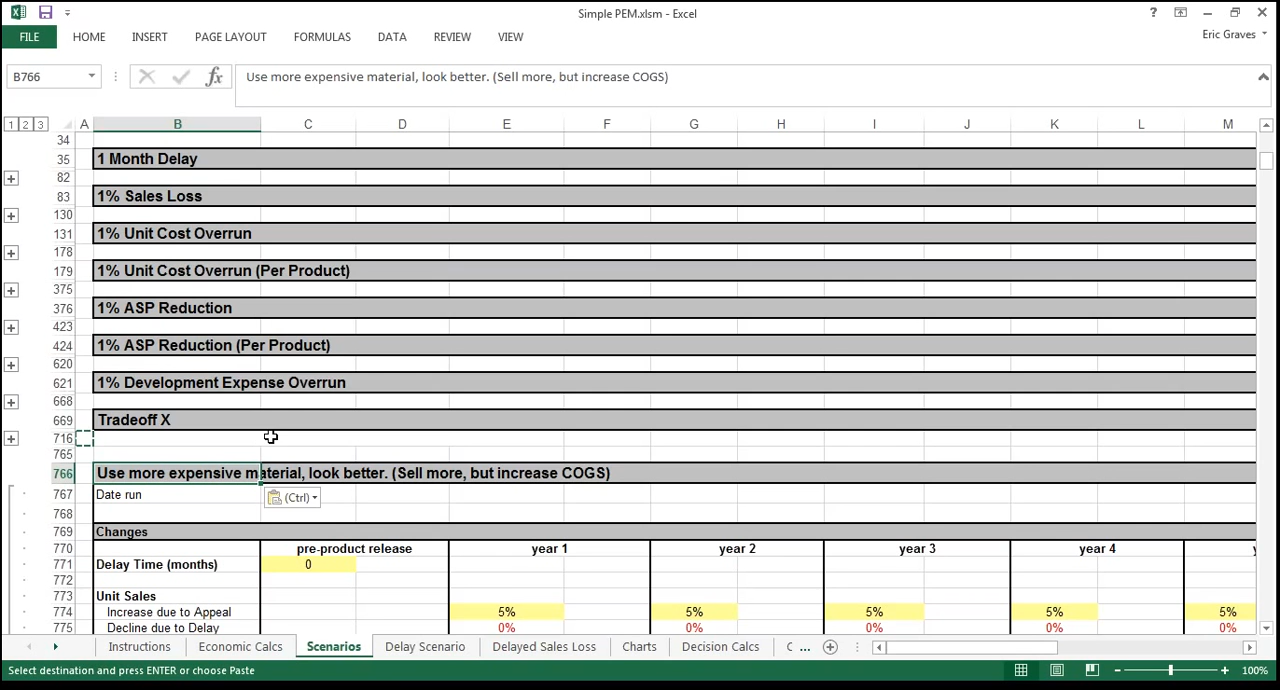 Simple PEM.xlsm - Excel
?
FILE HOME INSERT PAGE LAYOUT FORMULAS DATA REVIEW VIEW Eric Graves
B766 fx Use more expensive material, look better. (Sell more, but increase COGS)
1 2 3 A B C D E F G H I J K L M
34
35 1 Month Delay
82
83 1% Sales Loss
130
131 1% Unit Cost Overrun
178
179 1% Unit Cost Overrun (Per Product)
375
376 1% ASP Reduction
423
424 1% ASP Reduction (Per Product)
620
621 1% Development Expense Overrun
668
669 Tradeoff X
716
765
766 Use more expensive material, look better. (Sell more, but increase COGS)
767 Date run (Ctrl)
768
769 Changes
770 pre-product release year 1 year 2 year 3 year 4 y
771 Delay Time (months) 0
772
773 Unit Sales
774 Increase due to Appeal 5% 5% 5% 5% 5%
775 Decline due to Delay 0% 0% 0% 0% 0%
Instructions Economic Calcs Scenarios Delay Scenario Delayed Sales Loss Charts Decision Calcs C ...
Select destination and press ENTER or choose Paste 100%